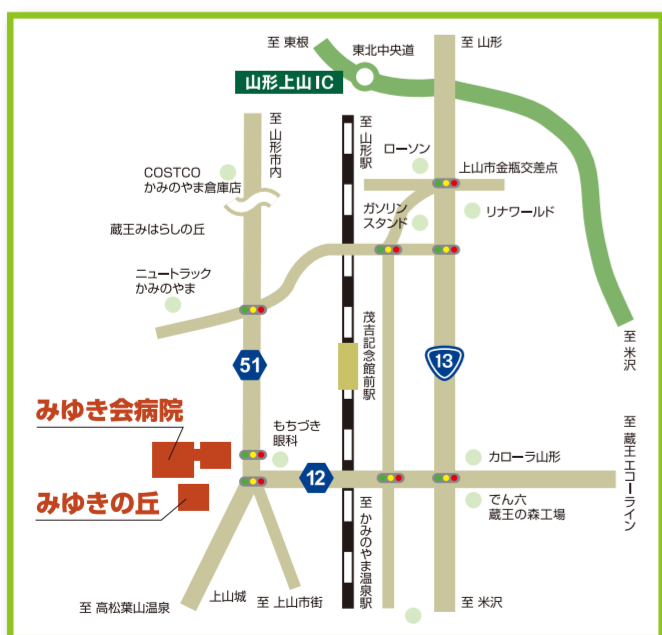 至 東根
東北中央道
至 山形
山形上山IC
至 山形市内
至 山形駅
ローソン
COSTCO
かみのやま倉庫店
上山市金瓶交差点
ガソリン
スタンド
リナワールド
蔵王みはらしの丘
ニュートラック
かみのやま
茂吉記念館前駅
至 米沢
51
13
みゆき会病院
もちづき
眼科
至 蔵王エコーライン
カローラ山形
12
みゆきの丘
でん六
蔵王の森工場
至 かみのやま温泉駅
上山城
至 高松葉山温泉
至 上山市街
至 米沢